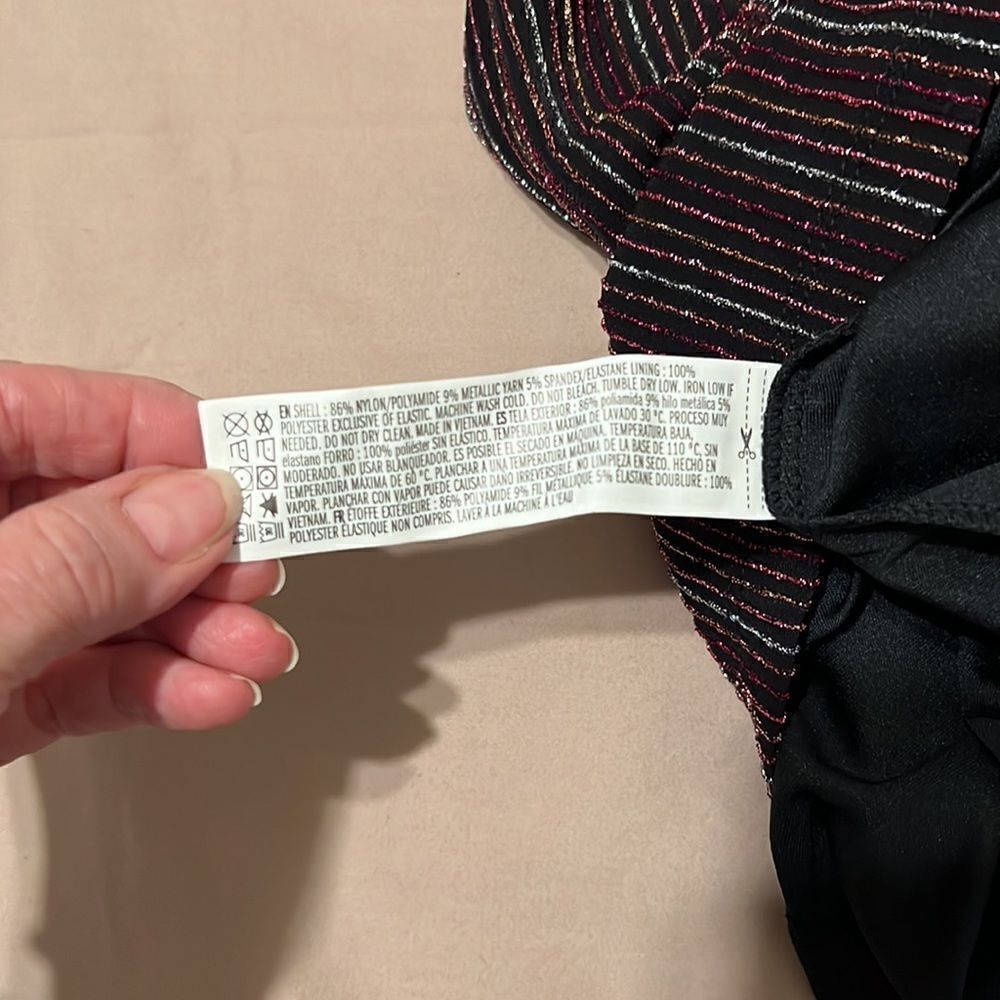 EN SHELL : 86% NYLON/POLYAMIDE 9% METALLIC YARN 5% SPANDEX/ELASTANE LINING : 100%
POLYESTER EXCLUSIVE OF ELASTIC. MACHINE WASH COLD. DO NOT BLEACH. TUMBLE DRY LOW. IRON LOW IF
NEEDED. DO NOT DRY CLEAN. MADE IN VIETNAM. ES TELA EXTERIOR : 86% poliamida 9% hilo metálica 5%
elastano FORRO : 100% poliéster SIN ELÁSTICO. TEMPERATURA MÁXIMA DE LAVADO 30 °C. PROCESO MUY
MODERADO. NO USAR BLANQUEADOR. ES POSIBLE EL SECADO EN MÁQUINA, TEMPERATURA BAJA,
TEMPERATURA MÁXIMA DE 60 °C. PLANCHAR A UNA TEMPERATURA MÁXIMA DE LA BASE DE 110 °C, SIN
VAPOR. PLANCHAR CON VAPOR PUEDE CAUSAR DANO IRREVERSIBLE. NO LIMPIEZA EN SECO. HECHO EN
VIETNAM. FR ÉTOFFE EXTÉRIEURE : 86% POLYAMIDE 9% FIL MÉTALLIQUE 5% ÉLASTANE DOUBLURE : 100%
POLYESTER ÉLASTIQUE NON COMPRIS. LAVER À LA MACHINE À L'EAU